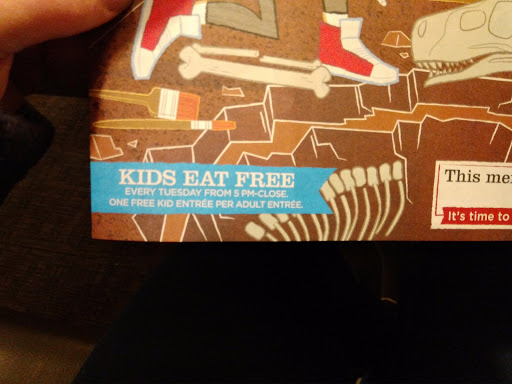 KIDS EAT FREE
EVERY TUESDAY FROM 5 PM-CLOSE.
ONE FREE KID ENTRÉE PER ADULT ENTRÉE.
This me
It's time to